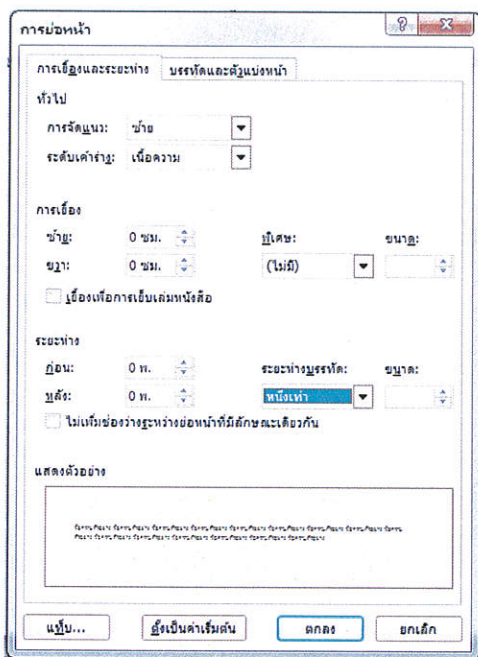 การย่อหน้า
?
การเยื้องและระยะห่าง บรรทัดและตัวแบ่งหน้า
ทั่วไป
การจัดแนว: ซ้าย
ระดับเค้าร่าง: เนื้อความ
การเยื้อง
ซ้าย: 0 ซม. พิเศษ: ขนาด:
ขวา: 0 ซม. (ไม่มี)
เยื้องเพื่อการเย็บเล่มหนังสือ
ระยะห่าง
ก่อน: 0 พ. ระยะห่างบรรทัด: ขนาด:
หลัง: 0 พ. หนึ่งเท่า
ไม่เพิ่มช่องว่างระหว่างย่อหน้าที่มีลักษณะเดียวกัน
แสดงตัวอย่าง
แท็บ... ตั้งเป็นค่าเริ่มต้น ตกลง ยกเลิก